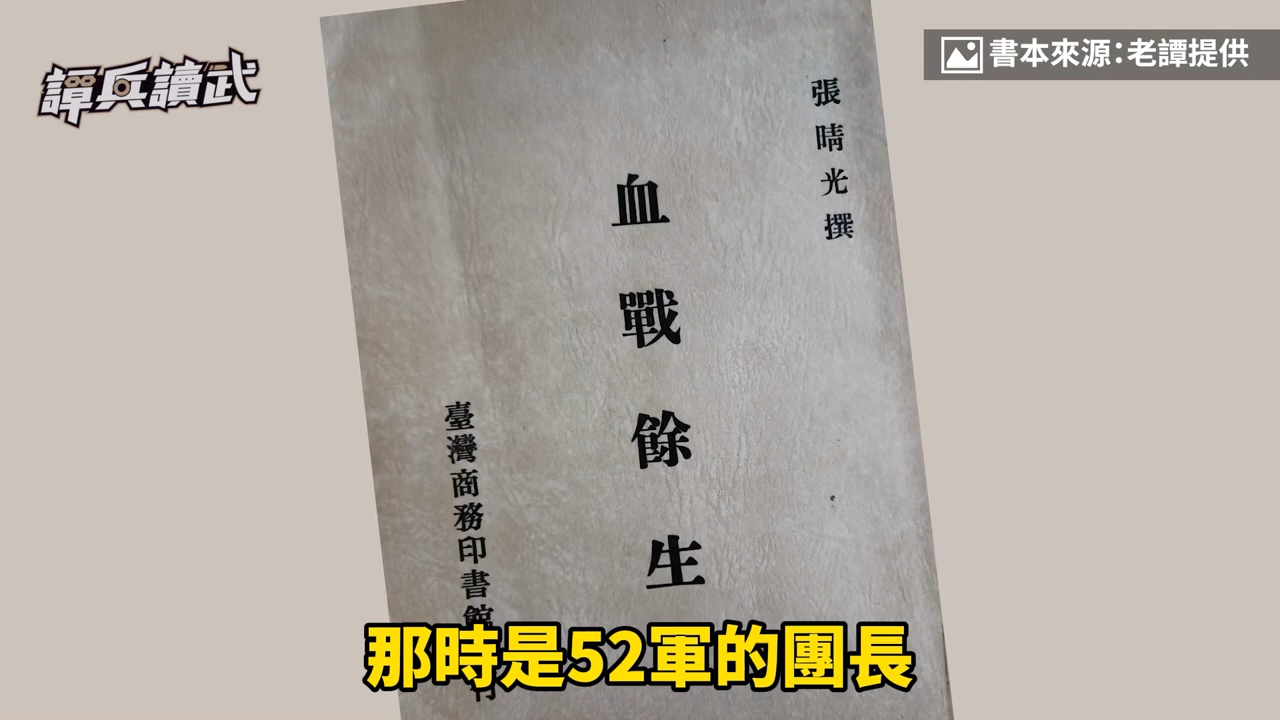 譚兵讀武
書本來源：老譚提供
張晴光撰
血戰餘生
臺灣商務印書館
那時是52軍的團長